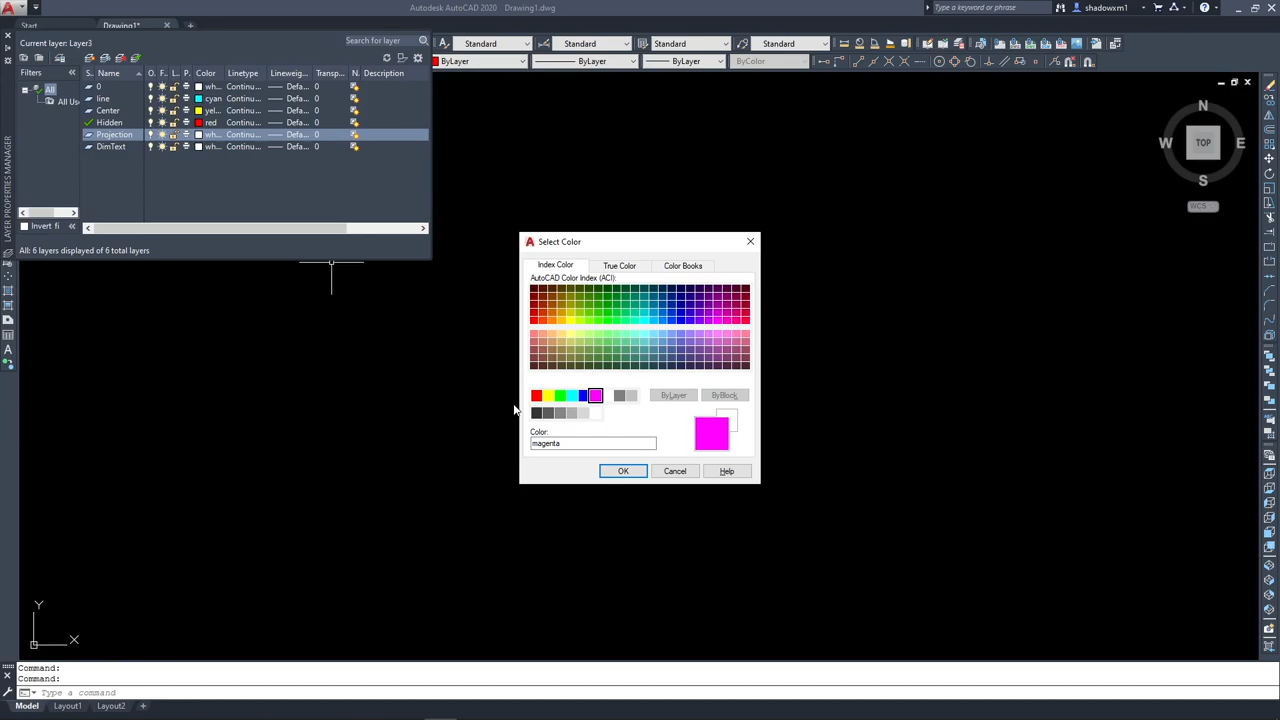 Autodesk AutoCAD 2020 Drawing1.dwg
Type a keyword or phrase
shadowxm1
Start
Drawing1*
Current layer: Layer3
Search for layer
Standard
Standard
Standard
Standard
ByLayer
ByLayer
ByLayer
ByColor
Filters
S.. Name O. F.. L.. P. Color Linetype Lineweig... Transp... N. Description
All
All Use
0 wh... Continu... Defa... 0
line cyan Continu... Defa... 0
Center yel... Continu... Defa... 0
Hidden red Continu... Defa... 0
Projection wh... Continu... Defa... 0
DimText wh... Continu... Defa... 0
Invert fi
All: 6 layers displayed of 6 total layers
LAYER PROPERTIES MANAGER
N
W TOP E
S
WCS
Select Color
Index Color True Color Color Books
AutoCAD Color Index (ACI):
ByLayer ByBlock
Color:
magenta
OK Cancel Help
Y
X
Command:
Command:
Type a command
Model Layout1 Layout2 +